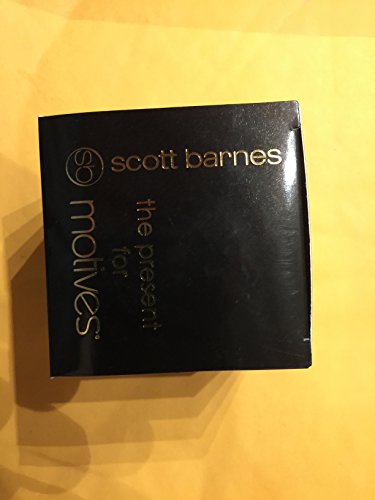 sb scott barnes
the present
for
motives®